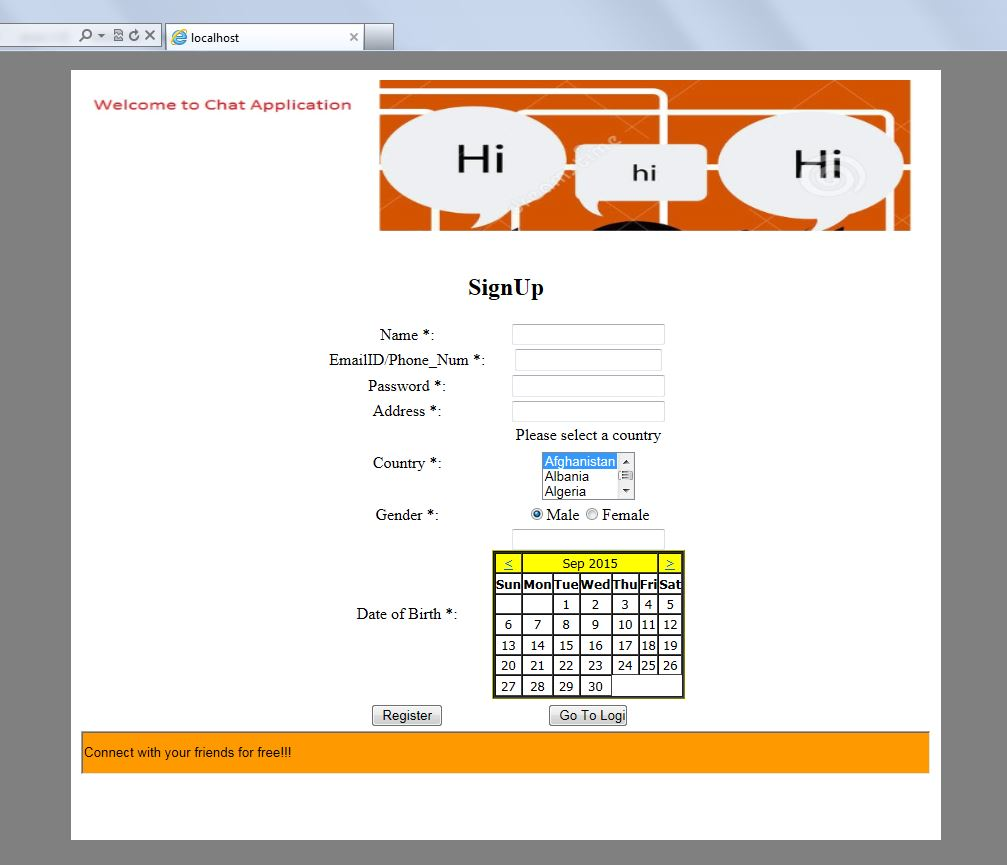 localhost
Welcome to Chat Application
Hi hi Hi
SignUp
Name *:
EmailID/Phone_Num *:
Password *:
Address *:
Please select a country
Country *:
Afghanistan
Albania
Algeria
Gender *: Male Female
< Sep 2015 >
Sun Mon Tue Wed Thu Fri Sat
1 2 3 4 5
6 7 8 9 10 11 12
Date of Birth *:
13 14 15 16 17 18 19
20 21 22 23 24 25 26
27 28 29 30
Register Go To Logi
Connect with your friends for free!!!